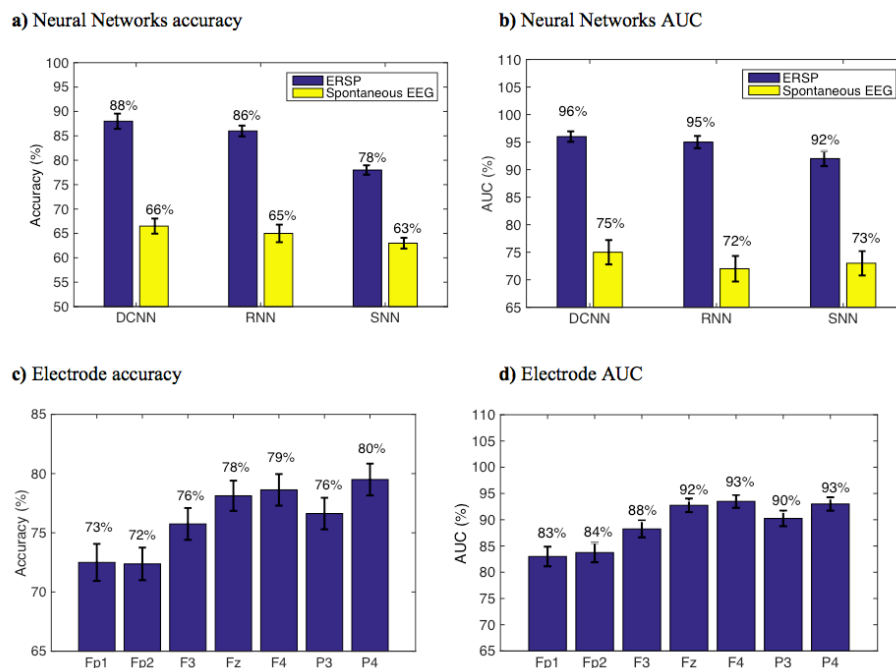 a) Neural Networks accuracy
100
95
90
85
80
75
70
65
60
55
50
Accuracy (%)
ERSP
Spontaneous EEG
88%
66%
86%
65%
78%
63%
DCNN
RNN
SNN
b) Neural Networks AUC
110
105
100
95
90
85
80
75
70
65
AUC (%)
ERSP
Spontaneous EEG
96%
75%
95%
72%
92%
73%
DCNN
RNN
SNN
c) Electrode accuracy
85
80
75
70
65
Accuracy (%)
73%
72%
76%
78%
79%
76%
80%
Fp1
Fp2
F3
Fz
F4
P3
P4
d) Electrode AUC
110
105
100
95
90
85
80
75
70
65
AUC (%)
83%
84%
88%
92%
93%
90%
93%
Fp1
Fp2
F3
Fz
F4
P3
P4